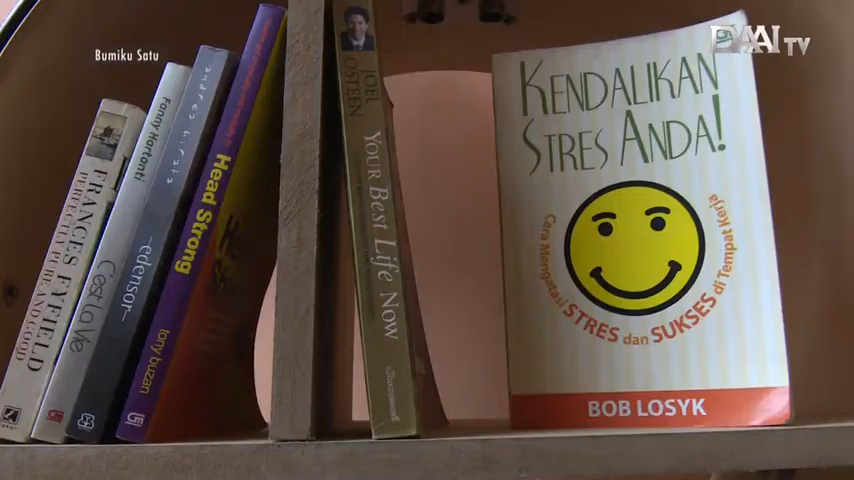 Bumiku Satu
DAAI TV
FRANCES FYFIELD
PERFECTLY PURE AND GOOD
Fanny Hartanti
C'est La Vie
andrea hirata
-edensor-
Head Strong
tony buzan
JOEL
OSTEEN
YOUR BEST LIFE NOW
KENDALIKAN
STRES ANDA!
Cara Mengatasi STRES dan SUKSES di Tempat Kerja
BOB LOSYK